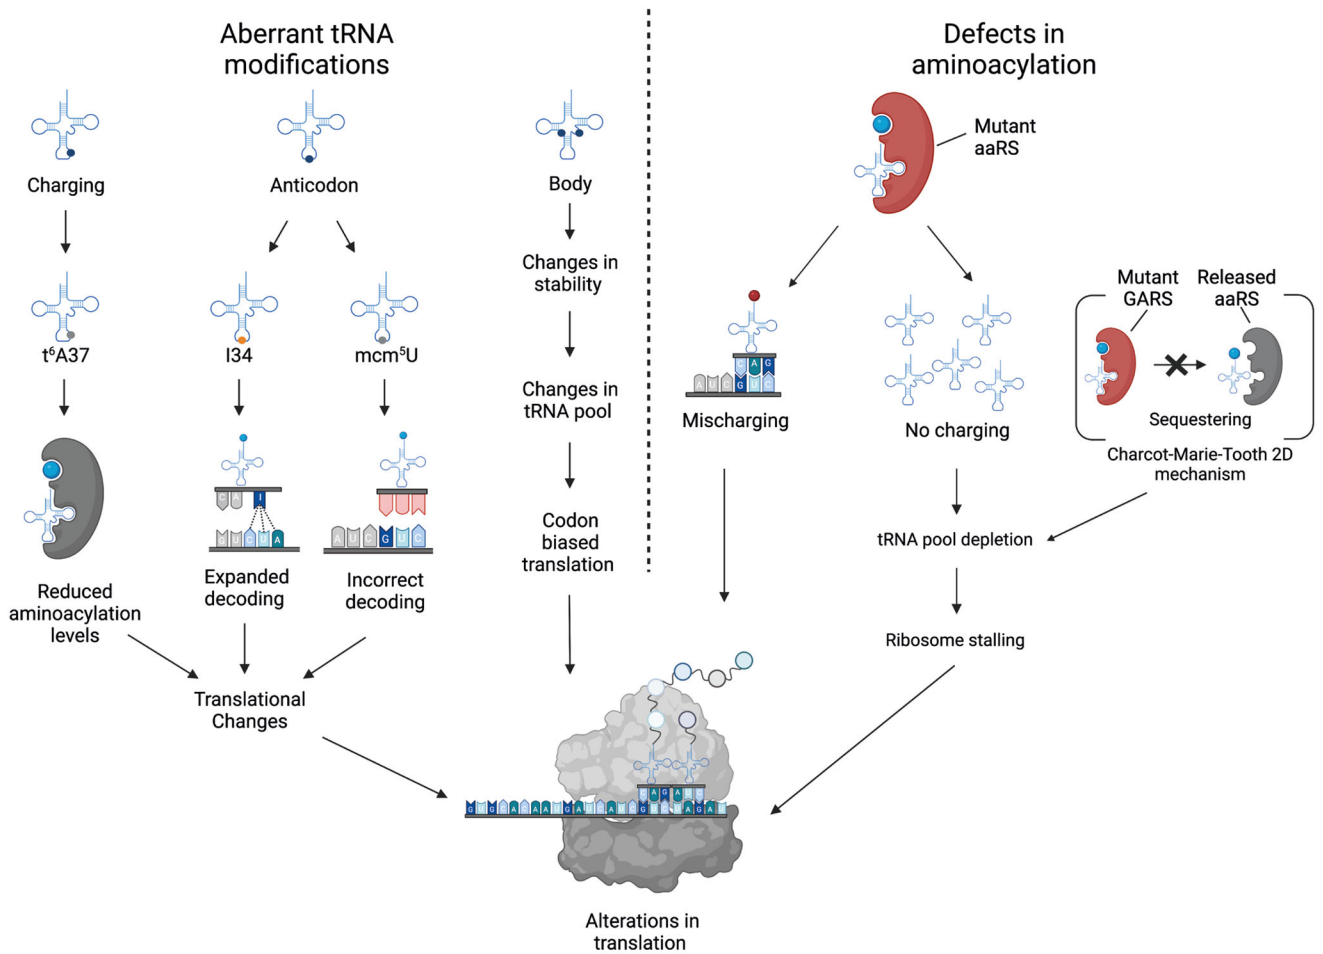 Aberrant tRNA
modifications
Defects in
aminoacylation
Charging
Anticodon
Body
Mutant
aaRS
t⁶A37
I34
mcm⁵U
Changes in
stability
Changes in
tRNA pool
Codon
biased
translation
C A I
G U C U A
A U C G U C
Reduced
aminoacylation
levels
Expanded
decoding
Incorrect
decoding
Translational
Changes
C A G
A U C G U C
Mischarging
No charging
Mutant
GARS
Released
aaRS
Sequestering
Charcot-Marie-Tooth 2D
mechanism
tRNA pool depletion
Ribosome stalling
Alterations in
translation